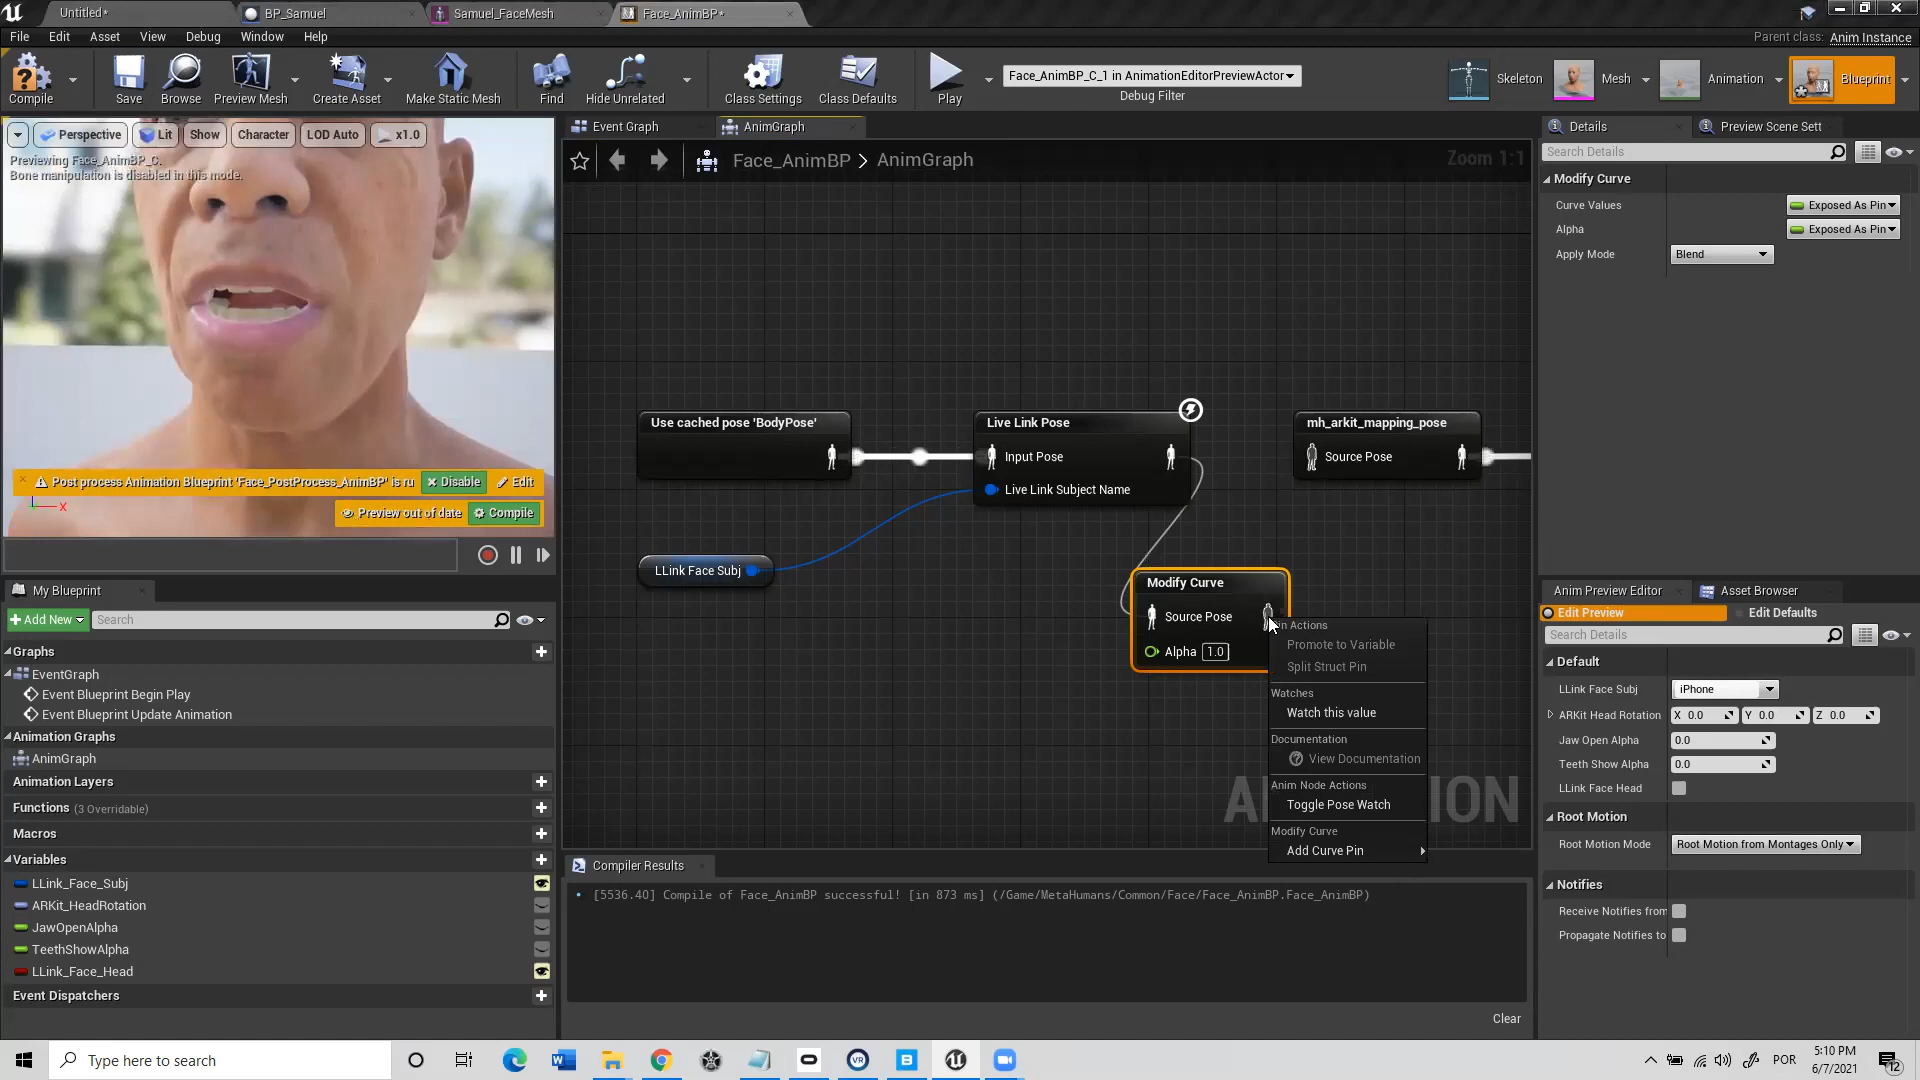 Untitled*
BP_Samuel
Samuel_FaceMesh
Face_AnimBP*
File Edit Asset View Debug Window Help
Parent class: Anim Instance
Compile
Save
Browse
Preview Mesh
Create Asset
Make Static Mesh
Find
Hide Unrelated
Class Settings
Class Defaults
Play
Face_AnimBP_C_1 in AnimationEditorPreviewActor
Debug Filter
Skeleton
Mesh
Animation
Blueprint
Perspective Lit Show Character LOD Auto x1.0
Previewing Face_AnimBP_C.
Bone manipulation is disabled in this mode.
Post process Animation Blueprint 'Face_PostProcess_AnimBP' is ru
Disable
Edit
Preview out of date
Compile
X
Event Graph
AnimGraph
Face_AnimBP > AnimGraph
Zoom 1:1
Use cached pose 'BodyPose'
Live Link Pose
Input Pose
Live Link Subject Name
mh_arkit_mapping_pose
Source Pose
LLink Face Subj
Modify Curve
Source Pose
Alpha 1.0
Actions
Promote to Variable
Split Struct Pin
Watches
Watch this value
Documentation
View Documentation
Anim Node Actions
Toggle Pose Watch
Modify Curve
Add Curve Pin
Compiler Results
[5536.40] Compile of Face_AnimBP successful! [in 873 ms] (/Game/MetaHumans/Common/Face/Face_AnimBP.Face_AnimBP)
Clear
My Blueprint
Add New
Search
Graphs
EventGraph
Event Blueprint Begin Play
Event Blueprint Update Animation
Animation Graphs
AnimGraph
Animation Layers
Functions (3 Overridable)
Macros
Variables
LLink_Face_Subj
ARKit_HeadRotation
JawOpenAlpha
TeethShowAlpha
LLink_Face_Head
Event Dispatchers
Details
Preview Scene Sett
Search Details
Modify Curve
Curve Values Exposed As Pin
Alpha Exposed As Pin
Apply Mode Blend
Anim Preview Editor
Asset Browser
Edit Preview
Edit Defaults
Search Details
Default
LLink Face Subj iPhone
ARKit Head Rotation X 0.0 Y 0.0 Z 0.0
Jaw Open Alpha 0.0
Teeth Show Alpha 0.0
LLink Face Head
Root Motion
Root Motion Mode Root Motion from Montages Only
Notifies
Receive Notifies from
Propagate Notifies to
Type here to search
POR
5:10 PM
6/7/2021
12